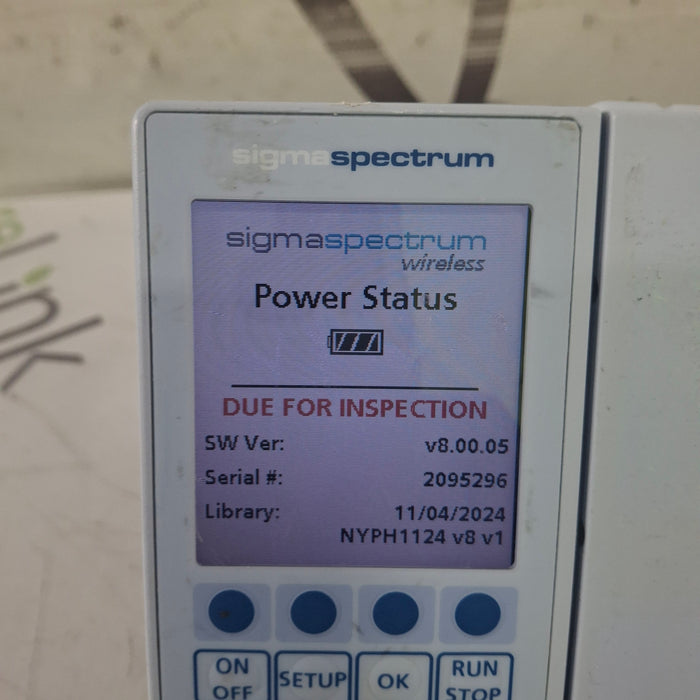 sigmaspectrum
sigmaspectrum
wireless
Power Status
DUE FOR INSPECTION
SW Ver: v8.00.05
Serial #: 2095296
Library: 11/04/2024
NYPH1124 v8 v1
ON OFF
SETUP
OK
RUN STOP